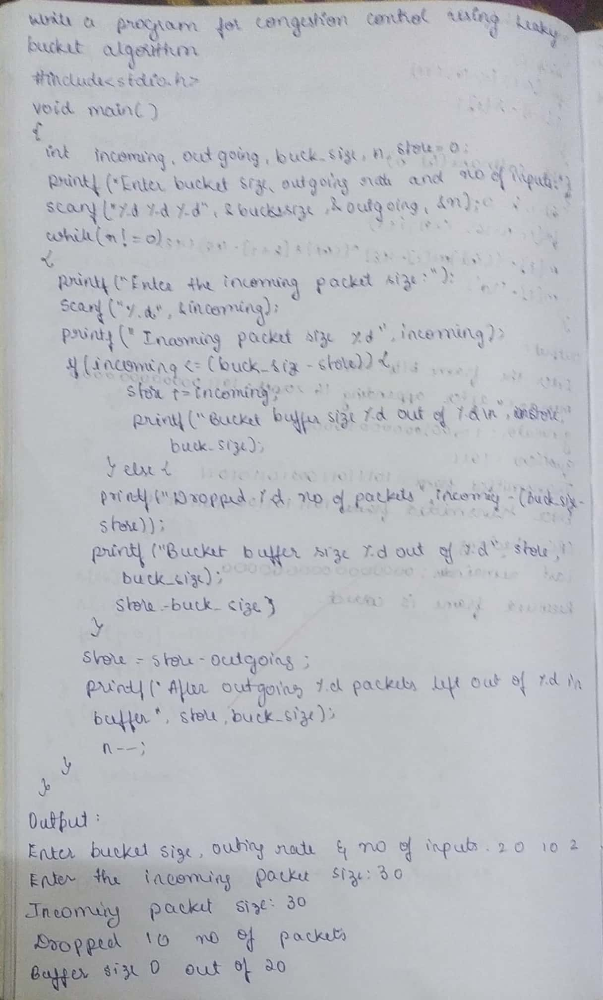 write a program for congestion control using Leaky
bucket algorithm
#include<stdio.h>
void main()
{
int incoming, outgoing, buck_size, n, store=0;
printf("Enter bucket size, outgoing rate and no of inputs:");
scanf("%d %d %d", &bucksize, &outgoing, &n);
while(n!=0)
{
printf("Enter the incoming packet size:");
scanf("%d", &incoming);
printf("Incoming packet size %d", incoming);
if(incoming <= (buck_size - store)) {
store += incoming;
printf("Bucket buffer size %d out of %d\n", store,
buck_size);
} else {
printf("Dropped %d no of packets", incoming - (buck_size-
store));
printf("Bucket buffer size %d out of %d" store,
buck_size);
store=buck_size;
}
store = store-outgoing;
printf("After outgoing %d packets left out of %d in
buffer", store, buck_size);
n--;
}
}
Output:
Enter bucket size, outing rate & no of inputs. 20 10 2
Enter the incoming packet size: 30
Incoming packet size: 30
Dropped 10 no of packets
Buffer size 0 out of 20